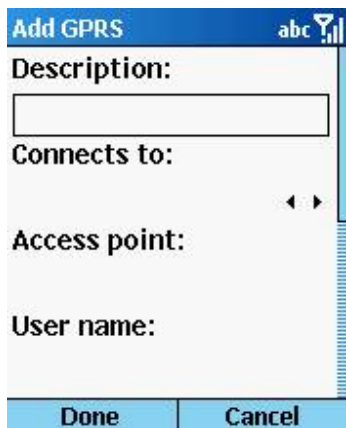 Add GPRS abc
Description:
Connects to:
Access point:
User name:
Done Cancel